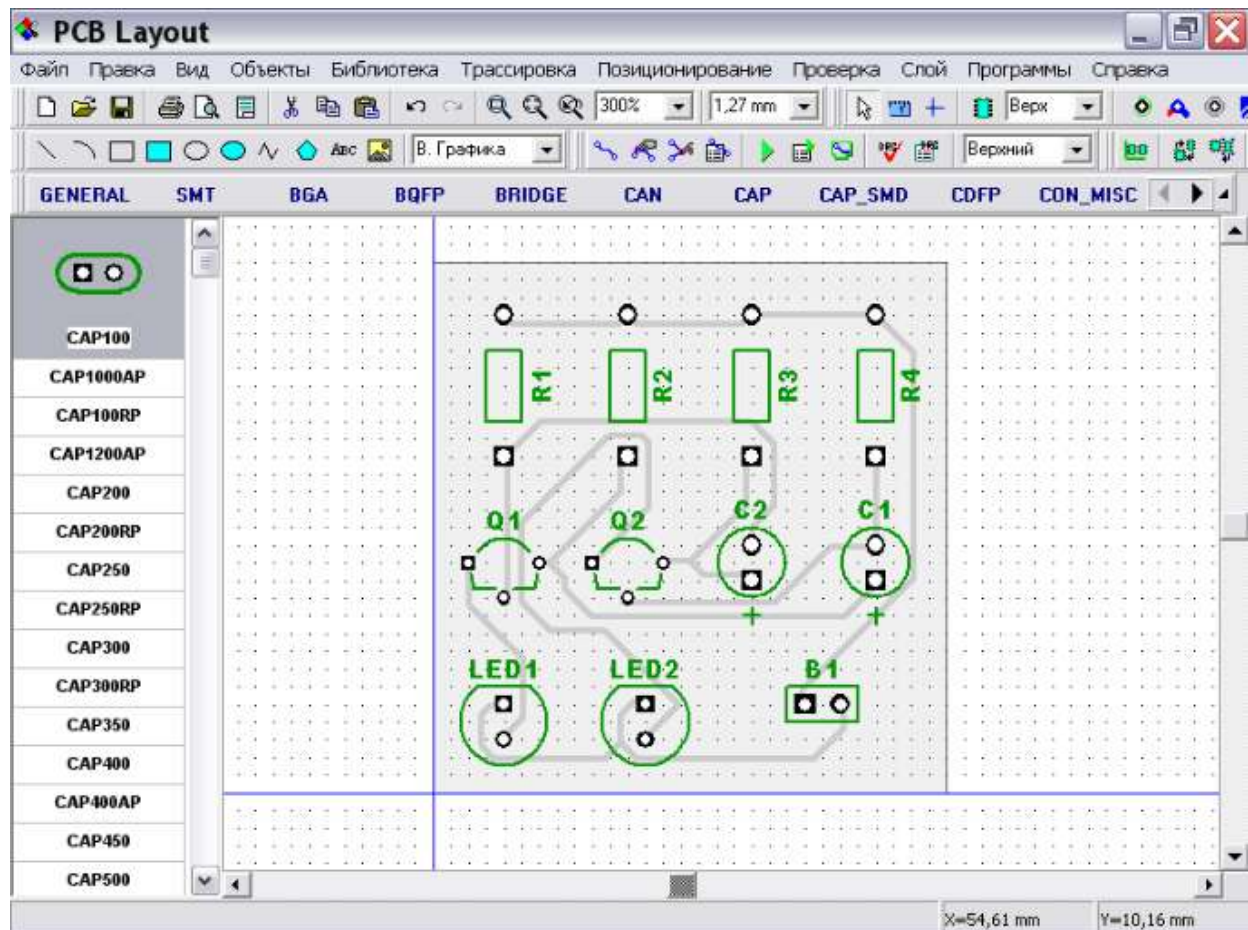 PCB Layout
Файл Правка Вид Объекты Библиотека Трассировка Позиционирование Проверка Слой Программы Справка
300% 1,27 mm Верх
ABC В. Графика Верхний
GENERAL SMT BGA BQFP BRIDGE CAN CAP CAP_SMD CDFP CON_MISC
CAP100
CAP1000AP
CAP100RP
CAP1200AP
CAP200
CAP200RP
CAP250
CAP250RP
CAP300
CAP300RP
CAP350
CAP400
CAP400AP
CAP450
CAP500
R1 R2 R3 R4
Q1 Q2 C2 C1
+ +
LED1 LED2 B1
X=54,61 mm Y=10,16 mm